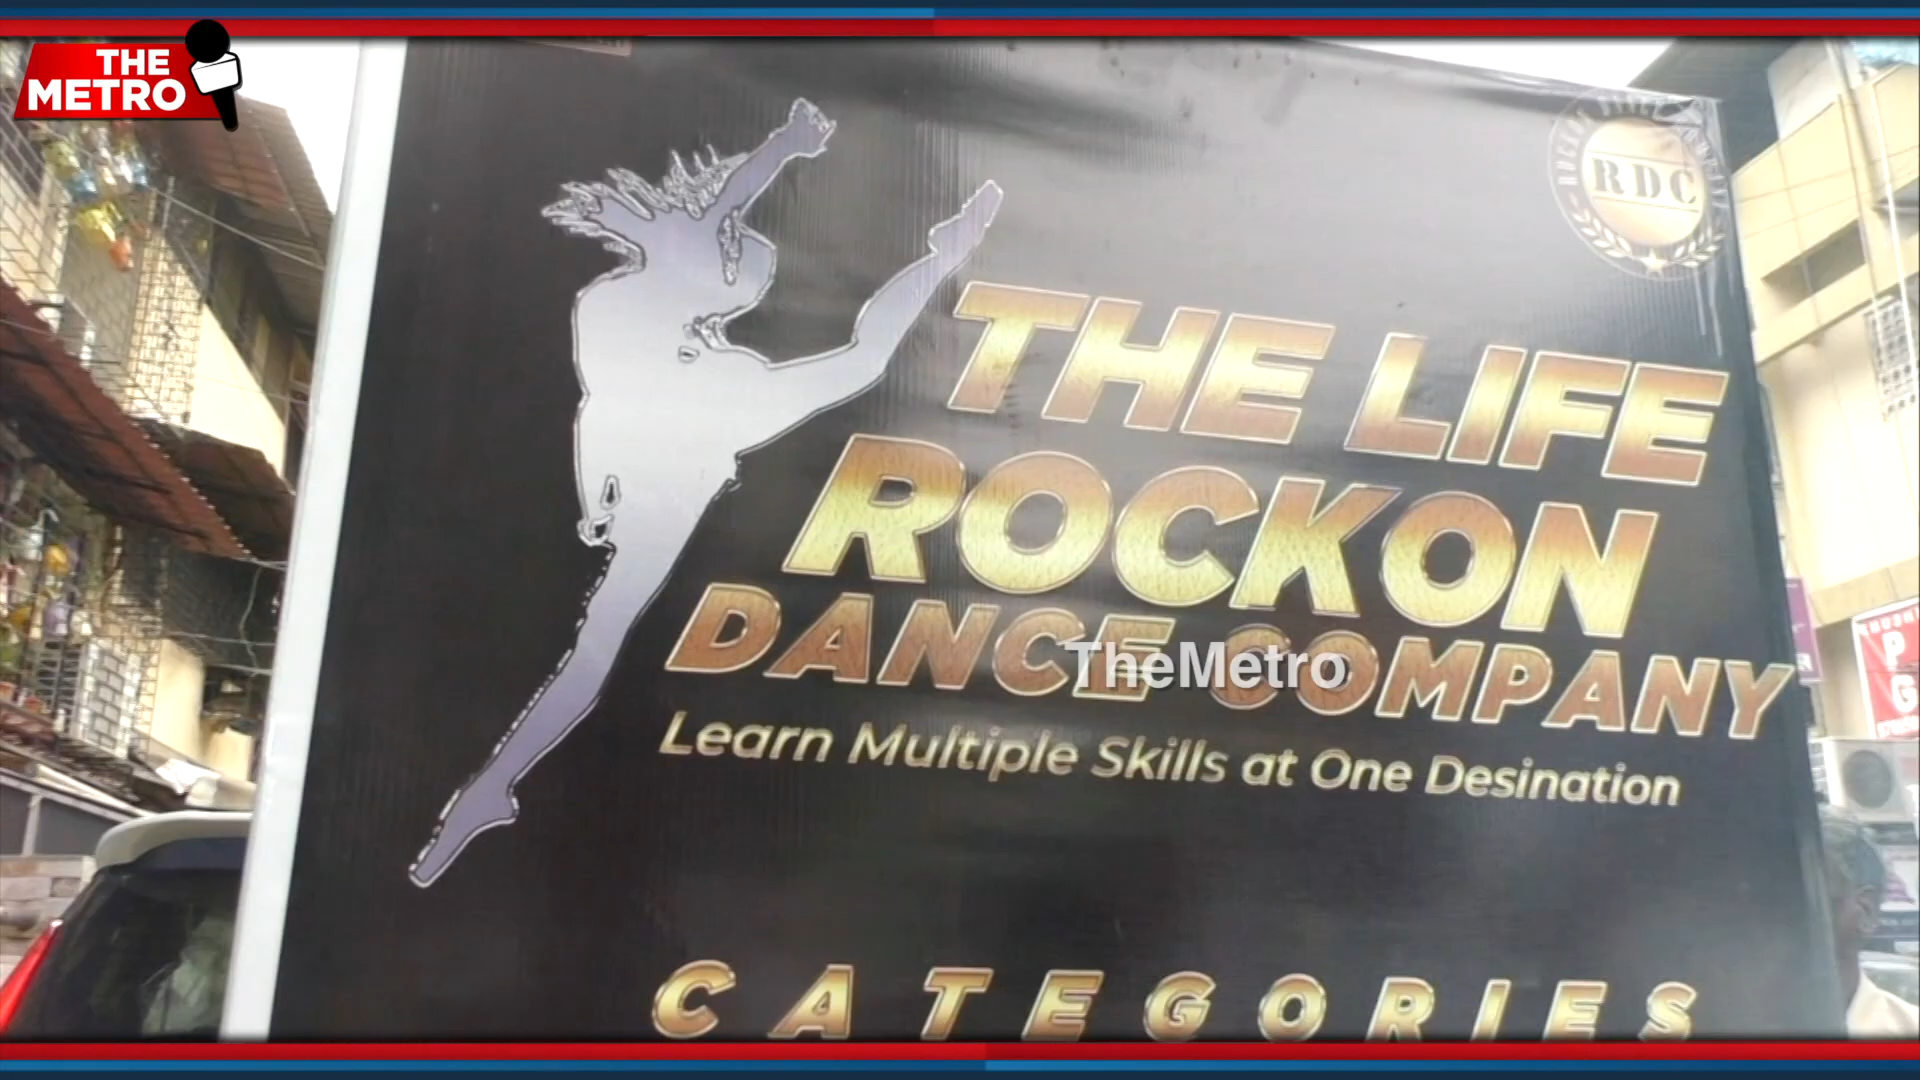 THE
METRO
RDC
THE LIFE
ROCKON
DANCE COMPANY
TheMetro
Learn Multiple Skills at One Desination
CATEGORIES
P
G